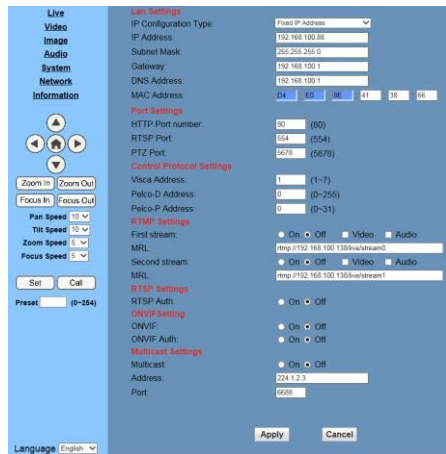 Live
Video
Image
Audio
System
Network
Information
Zoom In Zoom Out
Focus In Focus Out
Pan Speed 10
Tilt Speed 10
Zoom Speed 5
Focus Speed 5
Set Call
Preset (0~254)
Language English
Lan Settings
IP Configuration Type: Fixed IP Address
IP Address: 192.168.100.88
Subnet Mask: 255.255.255.0
Gateway: 192.168.100.1
DNS Address: 192.168.100.1
MAC Address: D4 E0 8E 41 38 66
Port Settings
HTTP Port number: 80 (80)
RTSP Port: 554 (554)
PTZ Port: 5678 (5678)
Control Protocol Settings
Visca Address: 1 (1~7)
Pelco-D Address: 0 (0~255)
Pelco-P Address: 0 (0~31)
RTMP Settings
First stream: On Off Video Audio
MRL: rtmp://192.168.100.138/live/stream0
Second stream: On Off Video Audio
MRL: rtmp://192.168.100.138/live/stream1
RTSP Settings
RTSP Auth: On Off
ONVIFSetting
ONVIF: On Off
ONVIF Auth: On Off
Multicast Settings
Multicast: On Off
Address: 224.1.2.3
Port: 6688
Apply Cancel